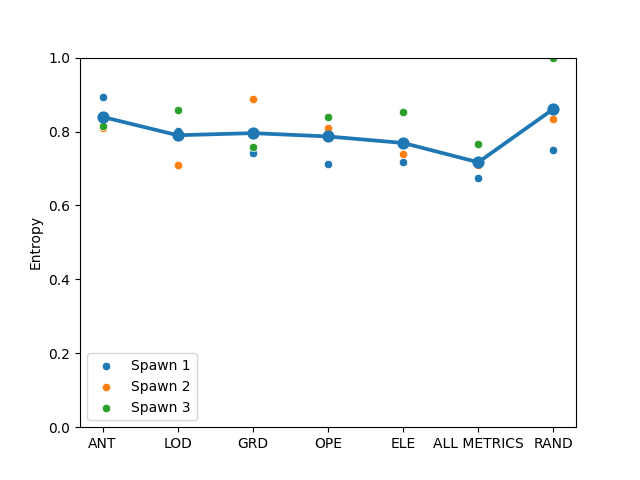 1.0
0.8
0.6
0.4
0.2
0.0
Entropy
Spawn 1
Spawn 2
Spawn 3
ANT LOD GRD OPE ELE ALL METRICS RAND